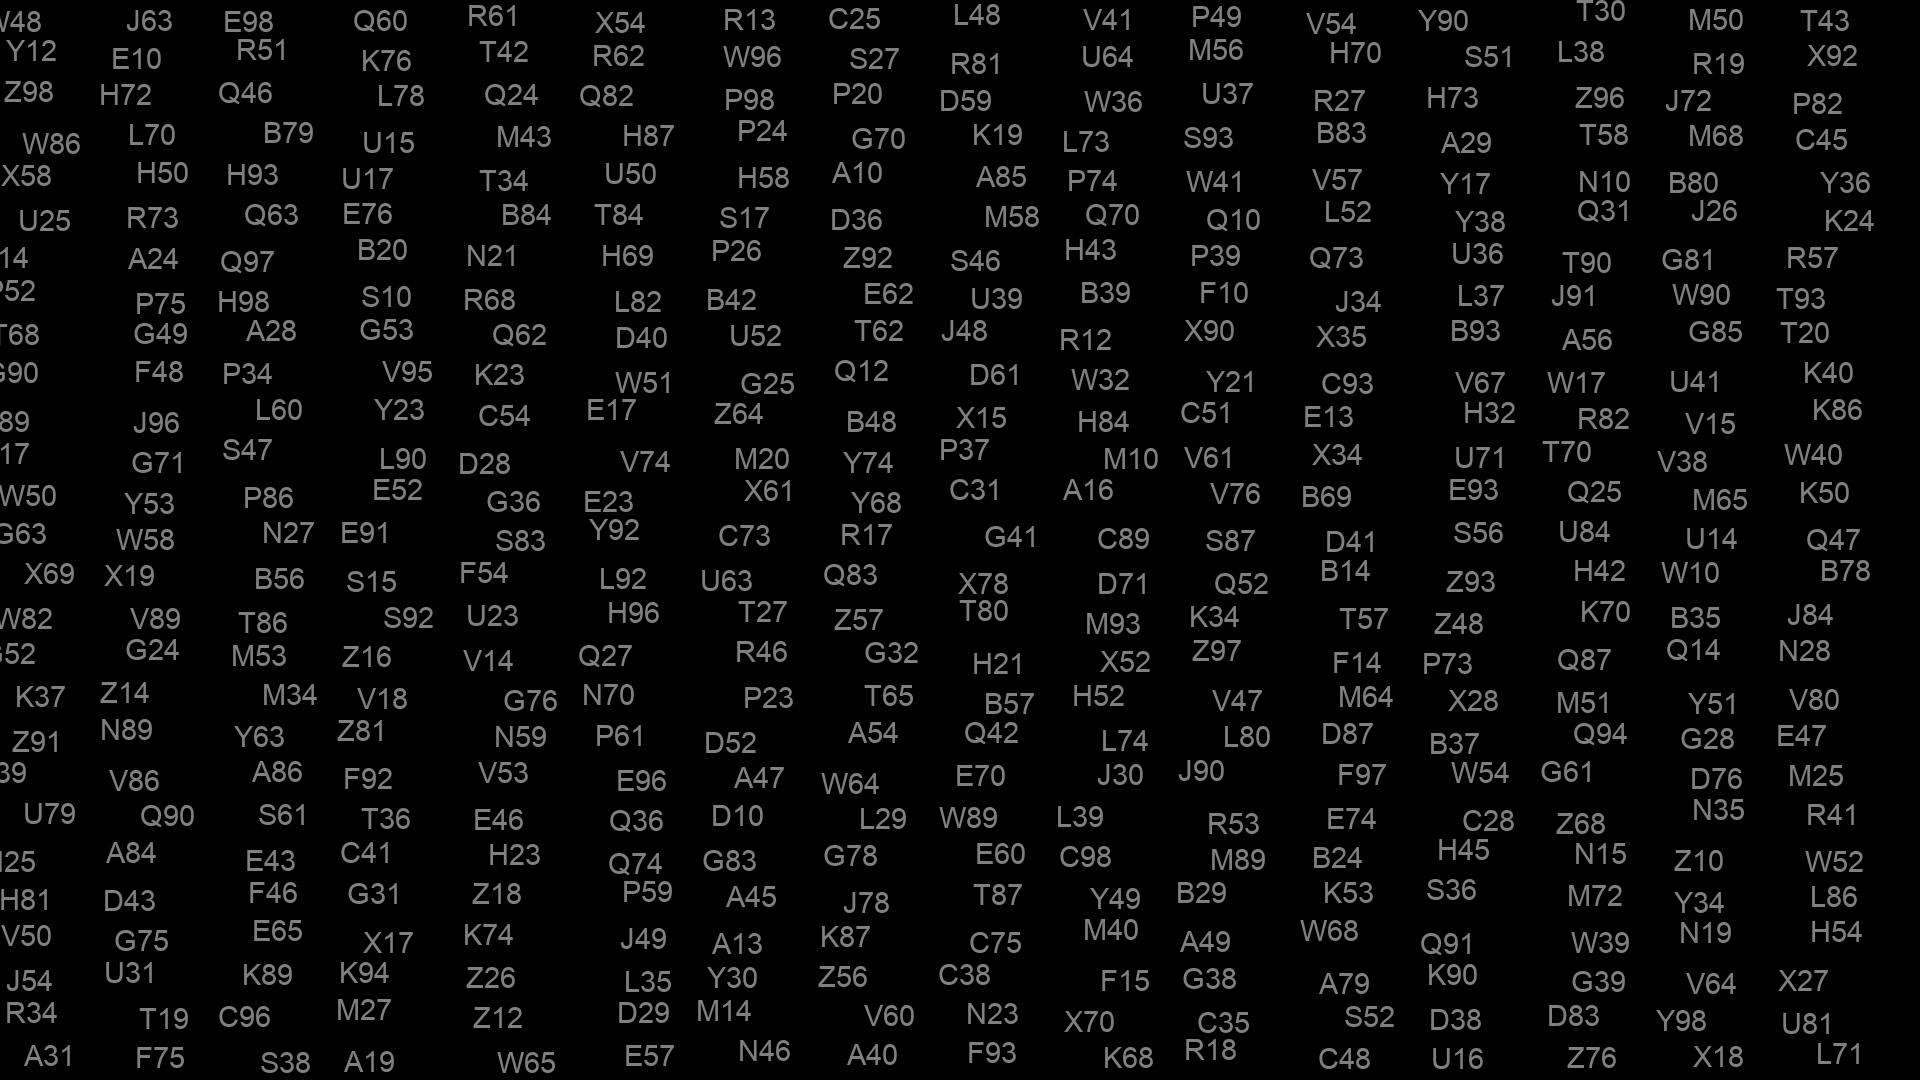 W48 J63 E98 Q60 R61 X54 R13 C25 L48 V41 P49 V54 Y90 T30 M50 T43
Y12 E10 R51 K76 T42 R62 W96 S27 R81 U64 M56 H70 S51 L38 R19 X92
Z98 H72 Q46 L78 Q24 Q82 P98 P20 D59 W36 U37 R27 H73 Z96 J72 P82
W86 L70 B79 U15 M43 H87 P24 G70 K19 L73 S93 B83 A29 T58 M68 C45
X58 H50 H93 U17 T34 U50 H58 A10 A85 P74 W41 V57 Y17 N10 B80 Y36
U25 R73 Q63 E76 B84 T84 S17 D36 M58 Q70 Q10 L52 Y38 Q31 J26 K24
14 A24 Q97 B20 N21 H69 P26 Z92 S46 H43 P39 Q73 U36 T90 G81 R57
P52 P75 H98 S10 R68 L82 B42 E62 U39 B39 F10 J34 L37 J91 W90 T93
T68 G49 A28 G53 Q62 D40 U52 T62 J48 R12 X90 X35 B93 A56 G85 T20
G90 F48 P34 V95 K23 W51 G25 Q12 D61 W32 Y21 C93 V67 W17 U41 K40
89 J96 L60 Y23 C54 E17 Z64 B48 X15 H84 C51 E13 H32 R82 V15 K86
17 G71 S47 L90 D28 V74 M20 Y74 P37 M10 V61 X34 U71 T70 V38 W40
W50 Y53 P86 E52 G36 E23 X61 Y68 C31 A16 V76 B69 E93 Q25 M65 K50
G63 W58 N27 E91 S83 Y92 C73 R17 G41 C89 S87 D41 S56 U84 U14 Q47
X69 X19 B56 S15 F54 L92 U63 Q83 X78 D71 Q52 B14 Z93 H42 W10 B78
W82 V89 T86 S92 U23 H96 T27 Z57 T80 M93 K34 T57 Z48 K70 B35 J84
52 G24 M53 Z16 V14 Q27 R46 G32 H21 X52 Z97 F14 P73 Q87 Q14 N28
K37 Z14 M34 V18 G76 N70 P23 T65 B57 H52 V47 M64 X28 M51 Y51 V80
Z91 N89 Y63 Z81 N59 P61 D52 A54 Q42 L74 L80 D87 B37 Q94 G28 E47
39 V86 A86 F92 V53 E96 A47 W64 E70 J30 J90 F97 W54 G61 D76 M25
U79 Q90 S61 T36 E46 Q36 D10 L29 W89 L39 R53 E74 C28 Z68 N35 R41
25 A84 E43 C41 H23 Q74 G83 G78 E60 C98 M89 B24 H45 N15 Z10 W52
H81 D43 F46 G31 Z18 P59 A45 J78 T87 Y49 B29 K53 S36 M72 Y34 L86
V50 G75 E65 X17 K74 J49 A13 K87 C75 M40 A49 W68 Q91 W39 N19 H54
J54 U31 K89 K94 Z26 L35 Y30 Z56 C38 F15 G38 A79 K90 G39 V64 X27
R34 T19 C96 M27 Z12 D29 M14 V60 N23 X70 C35 S52 D38 D83 Y98 U81
A31 F75 S38 A19 W65 E57 N46 A40 F93 K68 R18 C48 U16 Z76 X18 L71